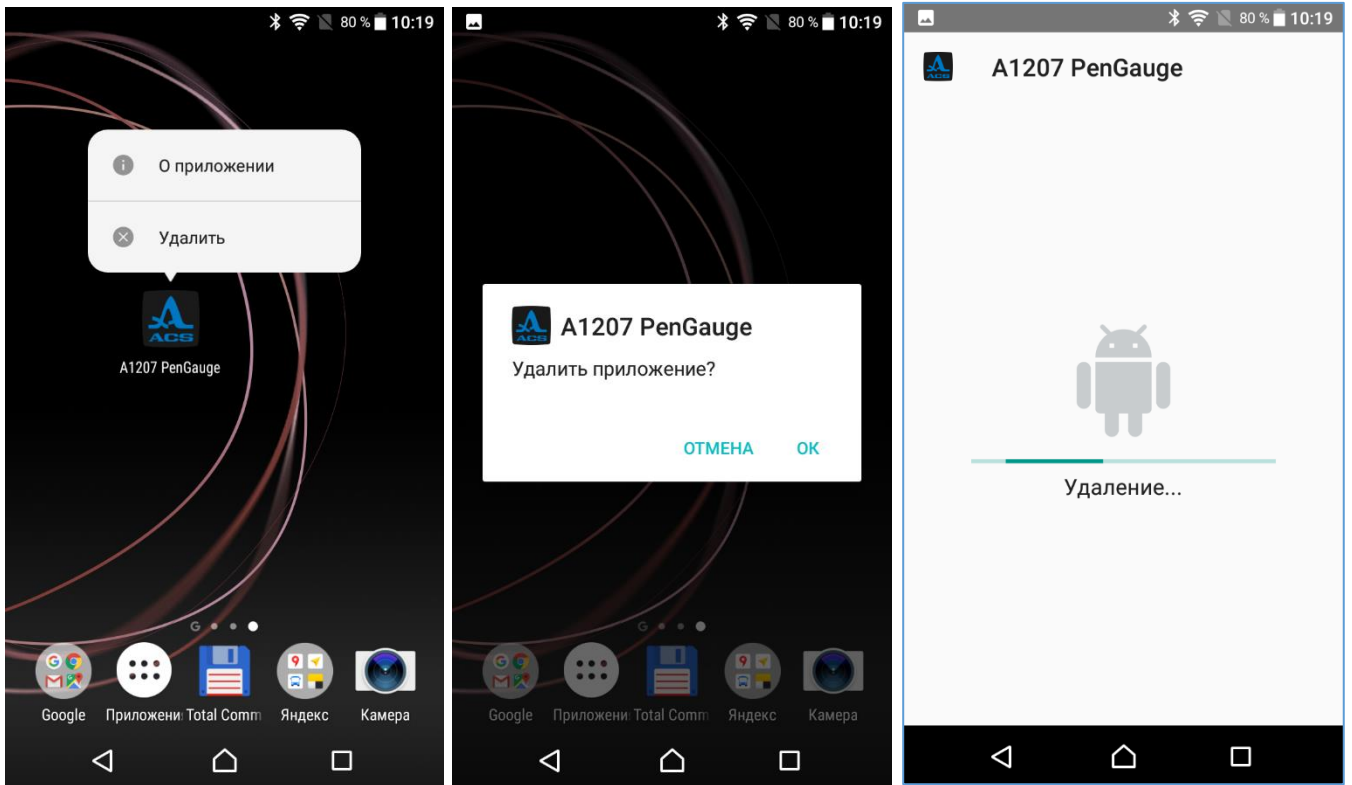 80 % 10:19
О приложении
Удалить
ACS
A1207 PenGauge
G
Google Приложени Total Comm Яндекс Камера
80 % 10:19
ACS A1207 PenGauge
Удалить приложение?
ОТМЕНА ОК
G
Google Приложени Total Comm Яндекс Камера
80 % 10:19
ACS A1207 PenGauge
Удаление...